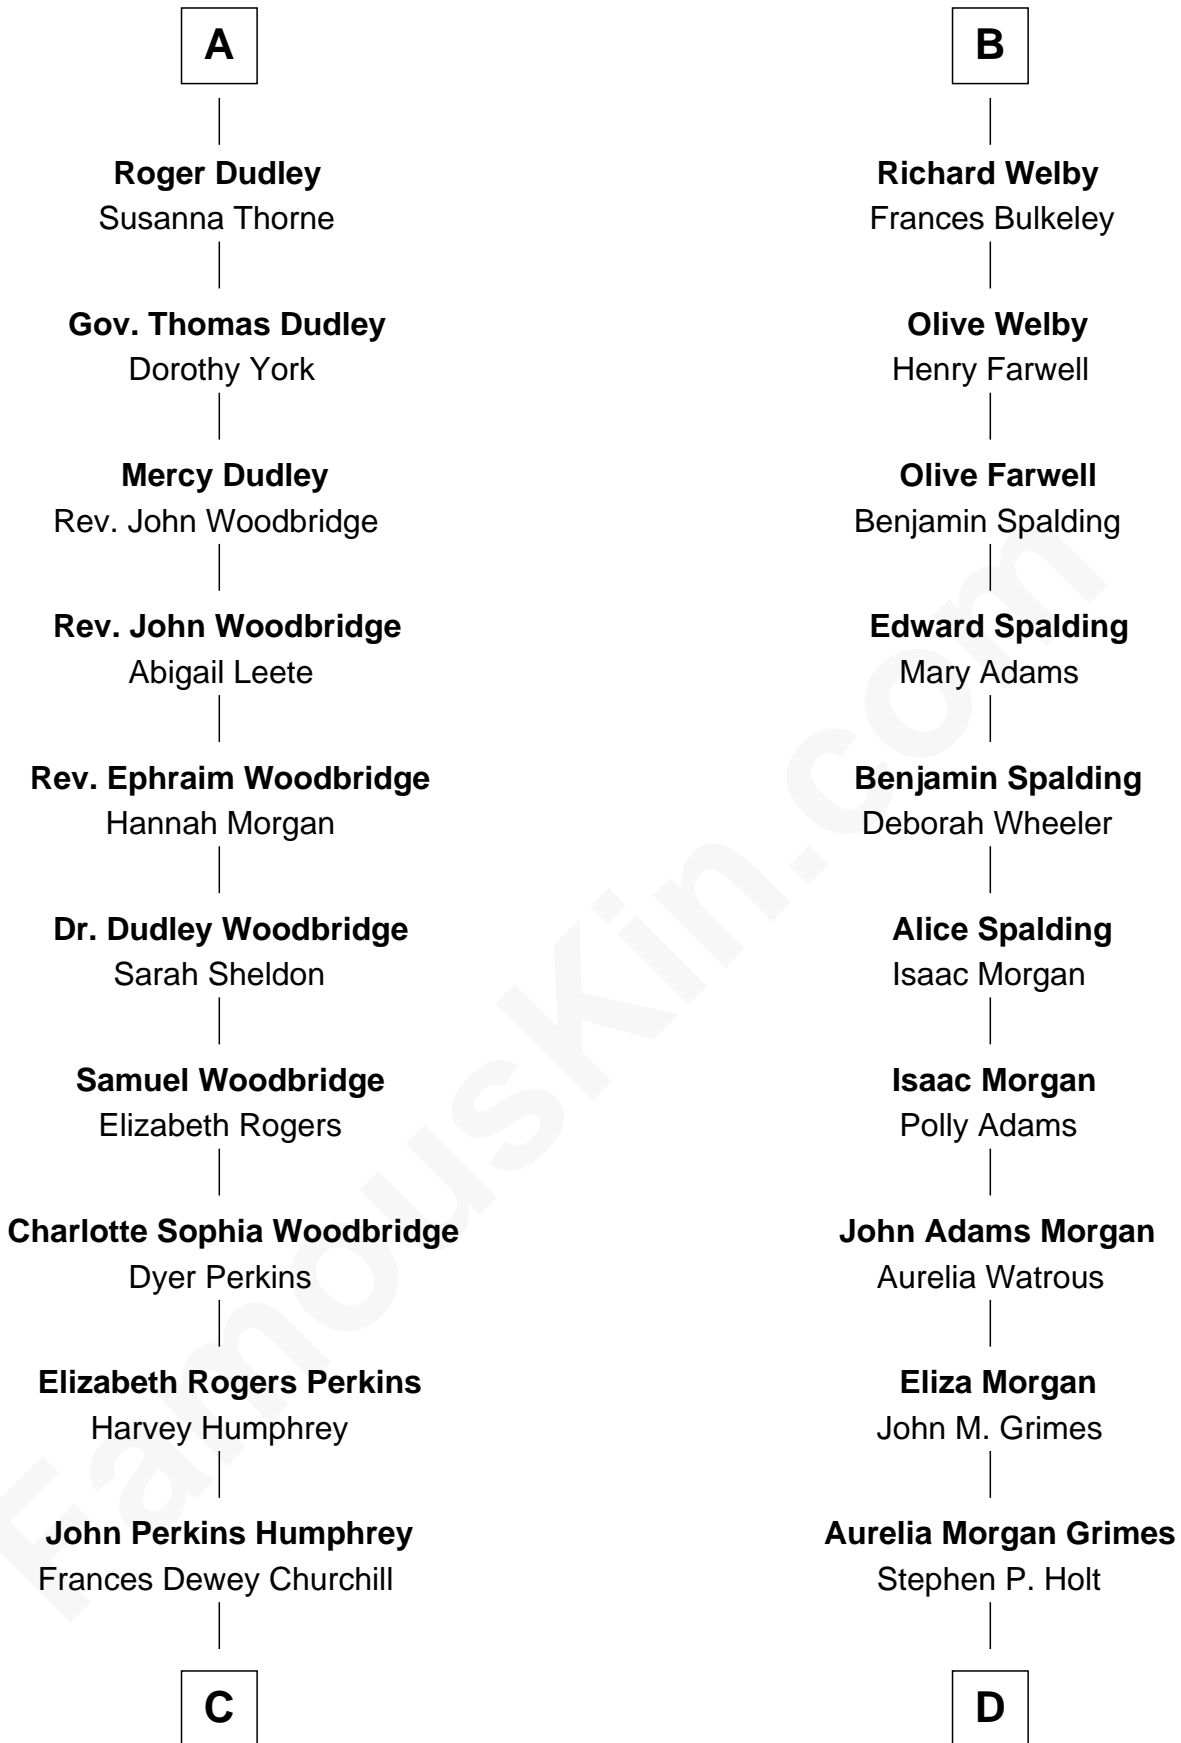 A
Roger Dudley
Susanna Thorne
Gov. Thomas Dudley
Dorothy York
Mercy Dudley
Rev. John Woodbridge
Rev. John Woodbridge
Abigail Leete
Rev. Ephraim Woodbridge
Hannah Morgan
Dr. Dudley Woodbridge
Sarah Sheldon
Samuel Woodbridge
Elizabeth Rogers
Charlotte Sophia Woodbridge
Dyer Perkins
Elizabeth Rogers Perkins
Harvey Humphrey
John Perkins Humphrey
Frances Dewey Churchill
C
B
Richard Welby
Frances Bulkeley
Olive Welby
Henry Farwell
Olive Farwell
Benjamin Spalding
Edward Spalding
Mary Adams
Benjamin Spalding
Deborah Wheeler
Alice Spalding
Isaac Morgan
Isaac Morgan
Polly Adams
John Adams Morgan
Aurelia Watrous
Eliza Morgan
John M. Grimes
Aurelia Morgan Grimes
Stephen P. Holt
D
FamousKin.com